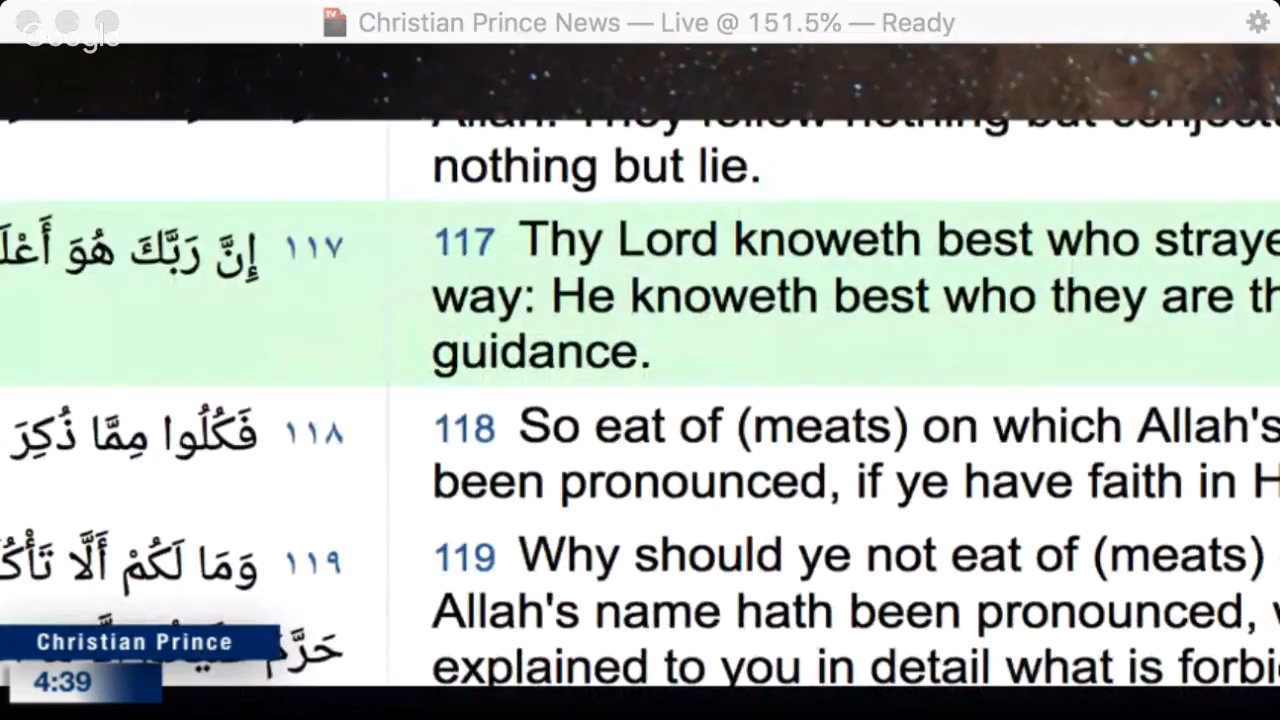 Christian Prince News — Live @ 151.5% — Ready
Google
nothing but
nothing but lie.
إِنَّ رَبَّكَ هُوَ ١١٧
117 Thy Lord knoweth best who
way: He knoweth best who they are
guidance.
فَكُلُوا مِمَّا ذُكِرَ ١١٨
118 So eat of (meats) on which Allah's
been pronounced, if ye have faith in
وَمَا لَكُمْ أَلَّا ١١٩
119 Why should ye not eat of (meats)
Allah's name hath been pronounced,
explained to you in detail what is
Christian Prince
4:39